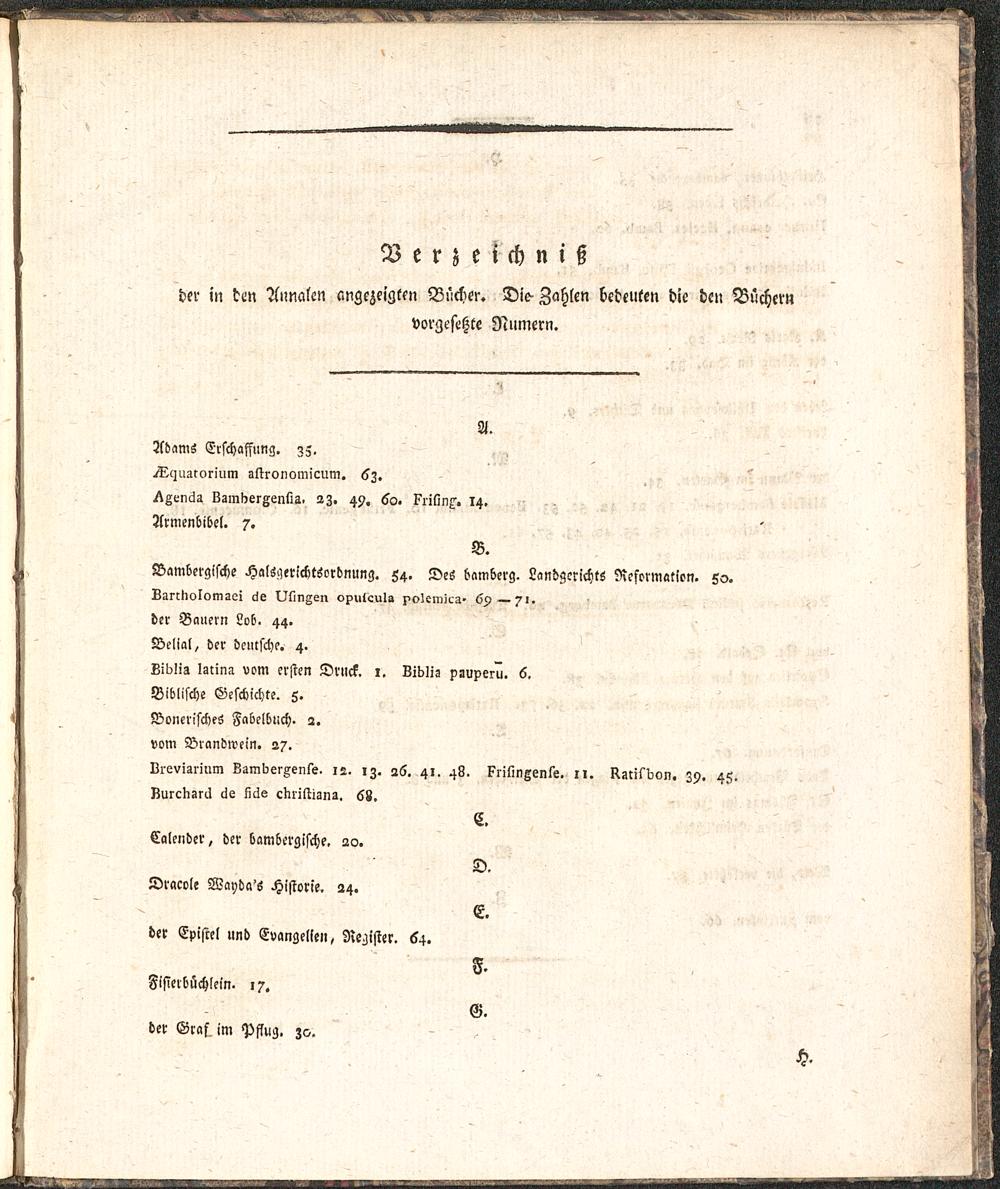 Verzeichniß
der in den Annalen angezeigten Bücher. Die Zahlen bedeuten die den Büchern
vorgesetzte Numern.
A.
Adams Erschaffung. 35.
Æquatorium astronomicum. 63.
Agenda Bambergensia. 23. 49. 60. Frising. 14.
Armenbibel. 7.
B.
Bambergische Halsgerichtsordnung. 54. Des bamberg. Landgerichts Reformation. 50.
Bartholomaei de Usingen opuscula polemica. 69 — 71.
der Bauern Lob. 44.
Belial, der deutsche. 4.
Biblia latina vom ersten Druck. 1. Biblia pauperū. 6.
Biblische Geschichte. 5.
Bonerisches Fabelbuch. 2.
vom Brandwein. 27.
Breviarium Bambergense. 12. 13. 26. 41. 48. Frisingense. 11. Ratisbon. 39. 45.
Burchard de fide christiana. 68.
C.
Calender, der bambergische. 20.
D.
Dracole Wayda's Historie. 24.
E.
der Epistel und Evangelien, Register. 64.
F.
Fisierbüchlein. 17.
G.
der Graf im Pflug. 30.
H.